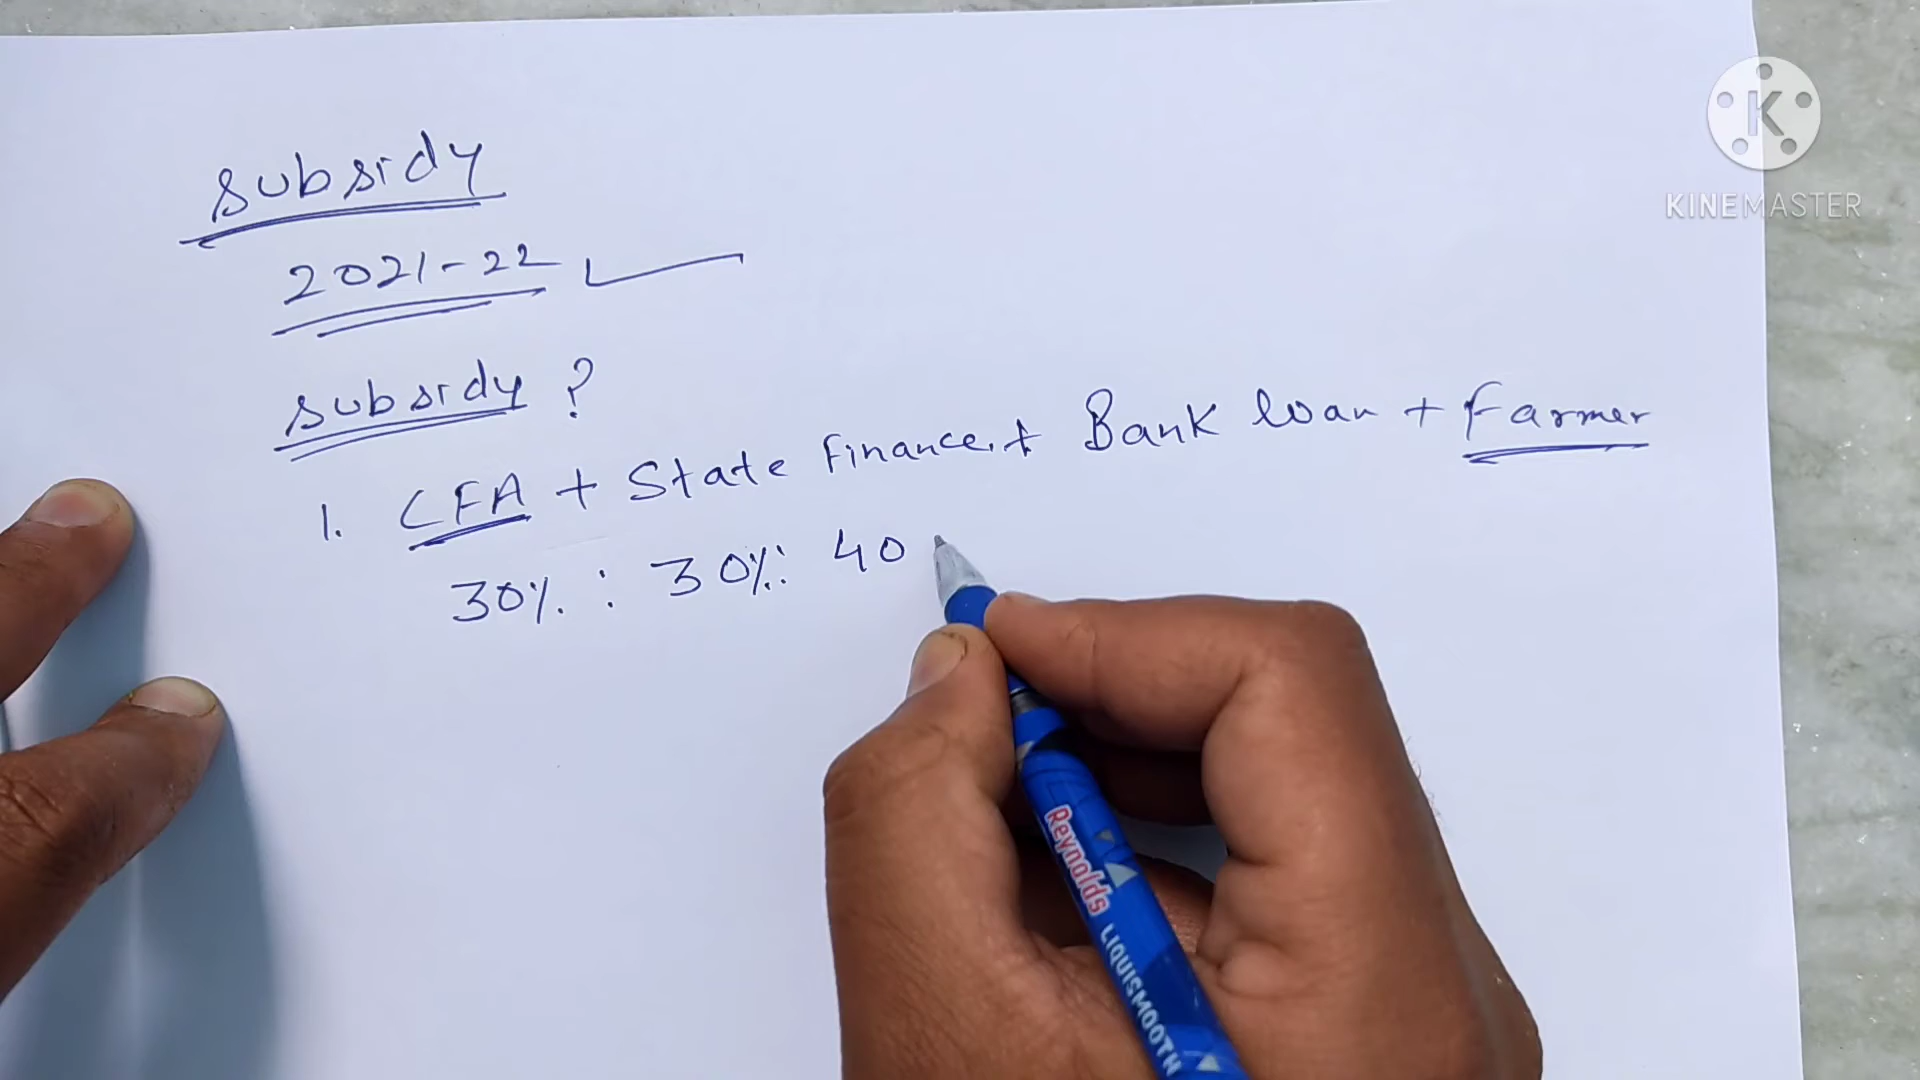 subsidy
2021-22
subsidy ?
1. CFA + State Finance. + Bank loan + Farmer
30% : 30% : 40
KINEMASTER
Reynolds LIQUISMOOTH